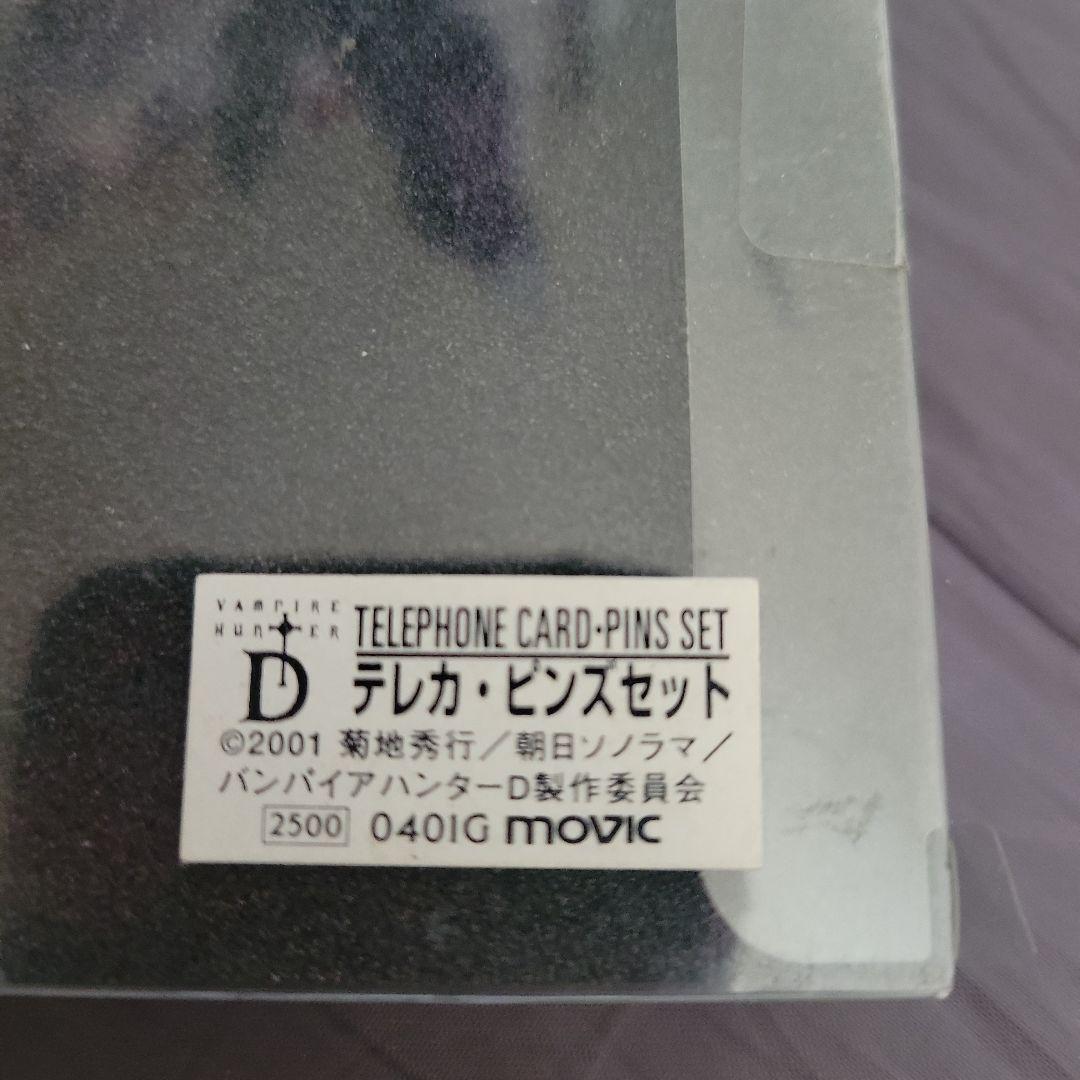 VAMPIRE
HUNTER
D
TELEPHONE CARD・PINS SET
テレカ・ピンズセット
©2001 菊地秀行／朝日ソノラマ／
バンパイアハンターD製作委員会
2500 0401G movic